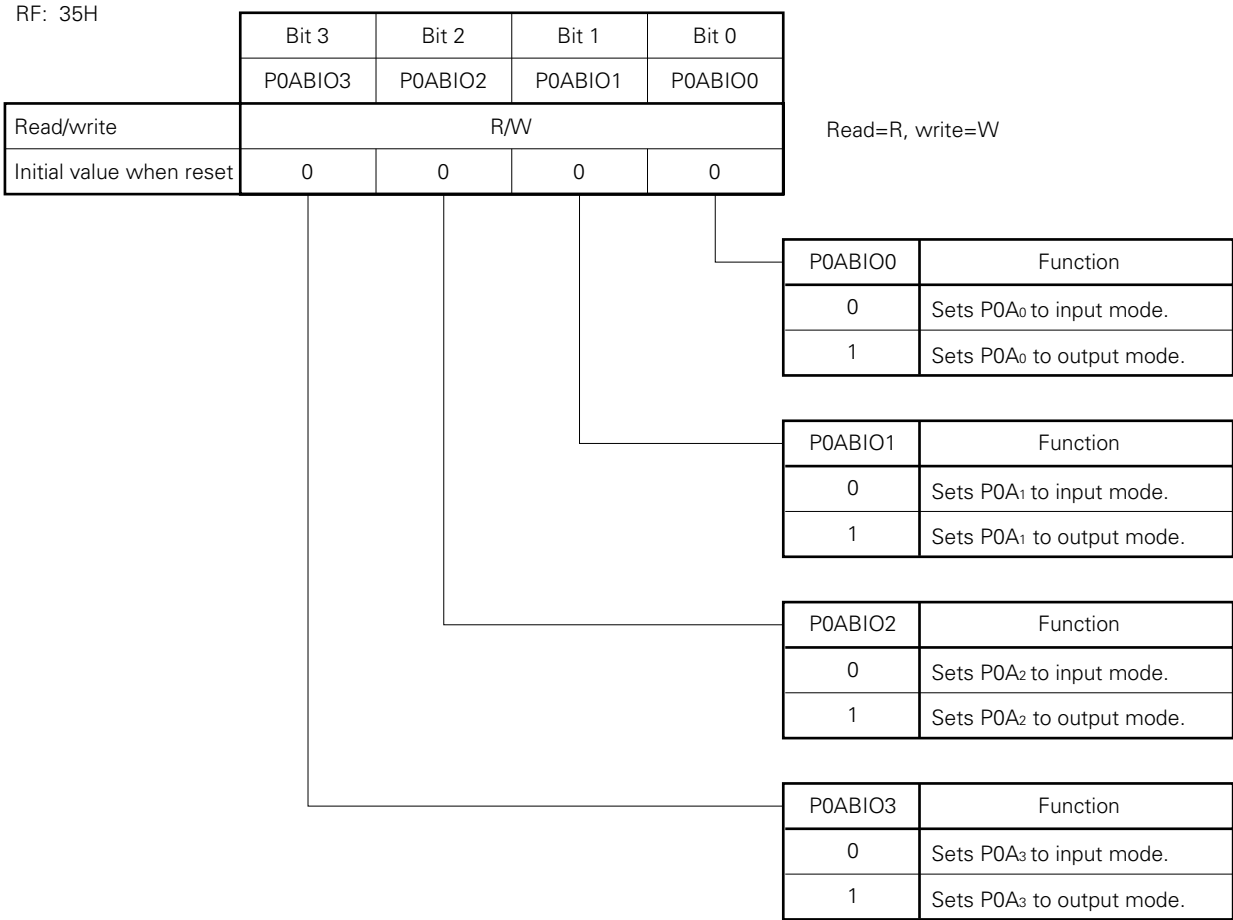 RF: 35H
Bit 3 Bit 2 Bit 1 Bit 0
P0ABIO3 P0ABIO2 P0ABIO1 P0ABIO0
Read/write R/W
Read=R, write=W
Initial value when reset 0 0 0 0
P0ABIO0 Function
0 Sets P0A₀ to input mode.
1 Sets P0A₀ to output mode.
P0ABIO1 Function
0 Sets P0A₁ to input mode.
1 Sets P0A₁ to output mode.
P0ABIO2 Function
0 Sets P0A₂ to input mode.
1 Sets P0A₂ to output mode.
P0ABIO3 Function
0 Sets P0A₃ to input mode.
1 Sets P0A₃ to output mode.